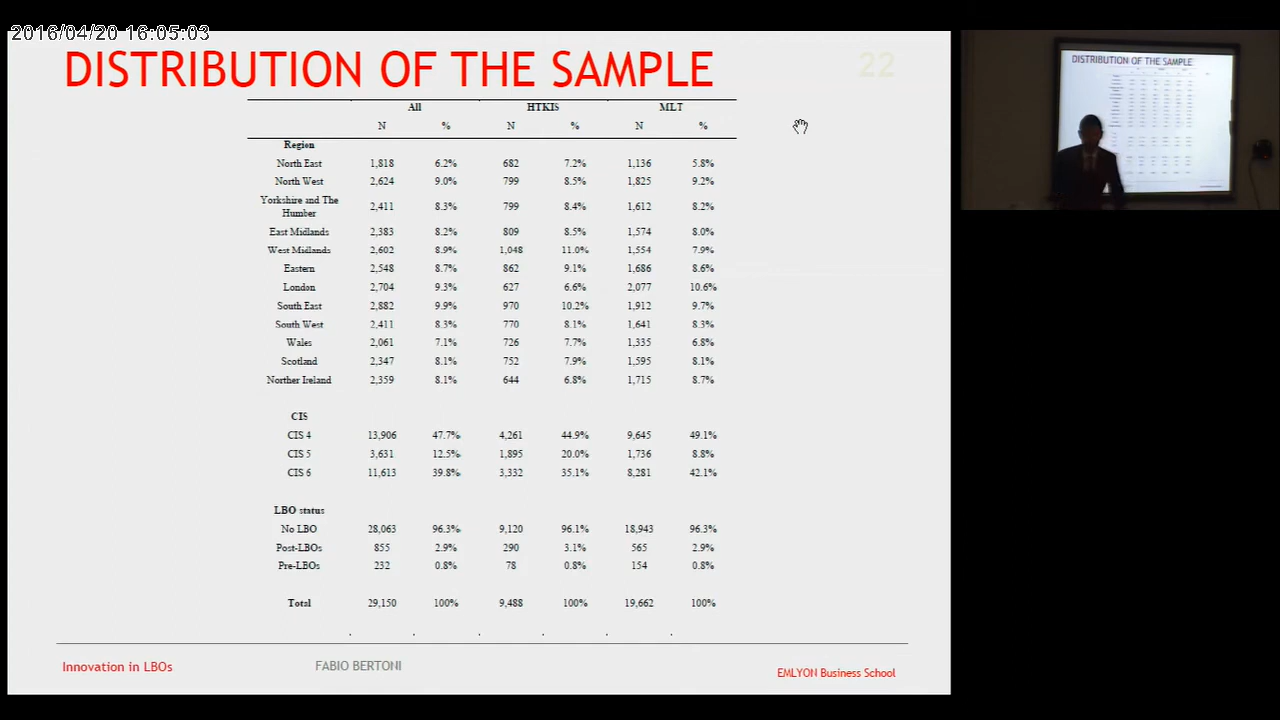 2016/04/20 16:05:03
DISTRIBUTION OF THE SAMPLE
22
All HTKIS MLT
N % N % N %
Region
North East 1,818 6.2% 682 7.2% 1,136 5.8%
North West 2,624 9.0% 799 8.5% 1,825 9.2%
Yorkshire and The
Humber 2,411 8.3% 799 8.4% 1,612 8.2%
East Midlands 2,383 8.2% 809 8.5% 1,574 8.0%
West Midlands 2,602 8.9% 1,048 11.0% 1,554 7.9%
Eastern 2,548 8.7% 862 9.1% 1,686 8.6%
London 2,704 9.3% 627 6.6% 2,077 10.6%
South East 2,882 9.9% 970 10.2% 1,912 9.7%
South West 2,411 8.3% 770 8.1% 1,641 8.3%
Wales 2,061 7.1% 726 7.7% 1,335 6.8%
Scotland 2,347 8.1% 752 7.9% 1,595 8.1%
Norther Ireland 2,359 8.1% 644 6.8% 1,715 8.7%
CIS
CIS 4 13,906 47.7% 4,261 44.9% 9,645 49.1%
CIS 5 3,631 12.5% 1,895 20.0% 1,736 8.8%
CIS 6 11,613 39.8% 3,332 35.1% 8,281 42.1%
LBO status
No LBO 28,063 96.3% 9,120 96.1% 18,943 96.3%
Post-LBOs 855 2.9% 290 3.1% 565 2.9%
Pre-LBOs 232 0.8% 78 0.8% 154 0.8%
Total 29,150 100% 9,488 100% 19,662 100%
Innovation in LBOs FABIO BERTONI EMLYON Business School
DISTRIBUTION OF THE SAMPLE